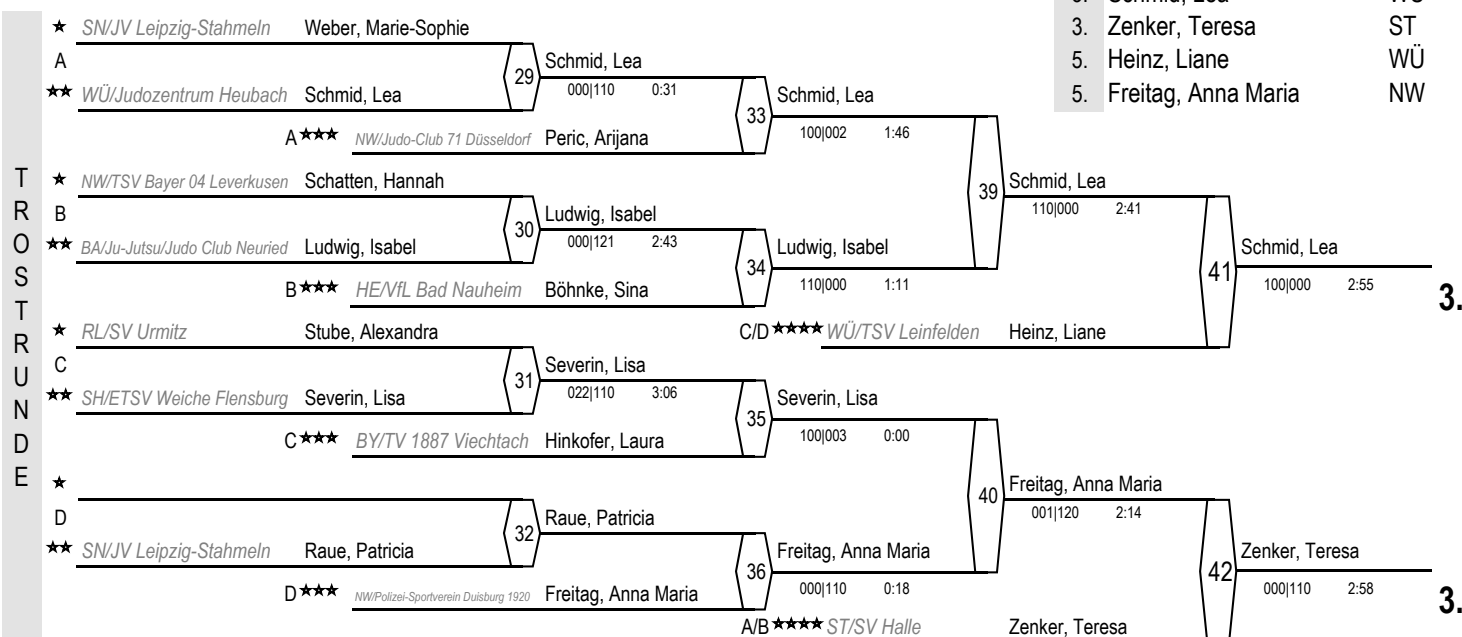 ★ SN/JV Leipzig-Stahmeln Weber, Marie-Sophie
3. Zenker, Teresa ST
A 29 Schmid, Lea
5. Heinz, Liane WÜ
★★ WÜ/Judozentrum Heubach Schmid, Lea 000|110 0:31 Schmid, Lea
5. Freitag, Anna Maria NW
33
A★★★ NW/Judo-Club 71 Düsseldorf Peric, Arijana 100|002 1:46
TROSTRUNDE
★ NW/TSV Bayer 04 Leverkusen Schatten, Hannah 39 Schmid, Lea
B Ludwig, Isabel 110|000 2:41
30
★★ BA/Ju-Jutsu/Judo Club Neuried Ludwig, Isabel 000|121 2:43 Ludwig, Isabel Schmid, Lea
34 41
B★★★ HE/VfL Bad Nauheim Böhnke, Sina 110|000 1:11 100|000 2:55 3.
★ RL/SV Urmitz Stube, Alexandra C/D★★★★ WÜ/TSV Leinfelden Heinz, Liane
C Severin, Lisa
31
★★ SH/ETSV Weiche Flensburg Severin, Lisa 022|110 3:06 Severin, Lisa
35
C★★★ BY/TV 1887 Viechtach Hinkofer, Laura 100|003 0:00
★ 40 Freitag, Anna Maria
D Raue, Patricia 001|120 2:14
32
★★ SN/JV Leipzig-Stahmeln Raue, Patricia Freitag, Anna Maria Zenker, Teresa
36 42
D★★★ NW/Polizei-Sportverein Duisburg 1920 Freitag, Anna Maria 000|110 0:18 000|110 2:58 3.
A/B★★★★ ST/SV Halle Zenker, Teresa